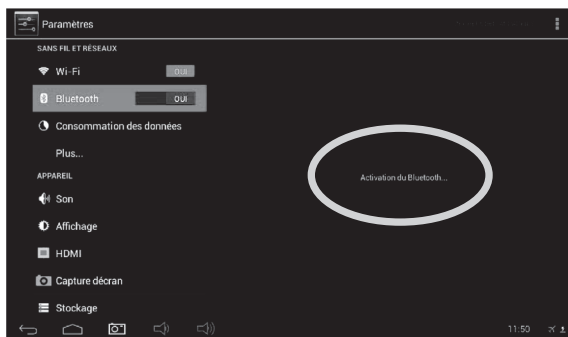 Paramètres
SANS FIL ET RÉSEAUX
Wi-Fi OUI
Bluetooth OUI
Consommation des données
Plus...
APPAREIL
Son
Affichage
HDMI
Capture décran
Stockage
Activation du Bluetooth...
11:50